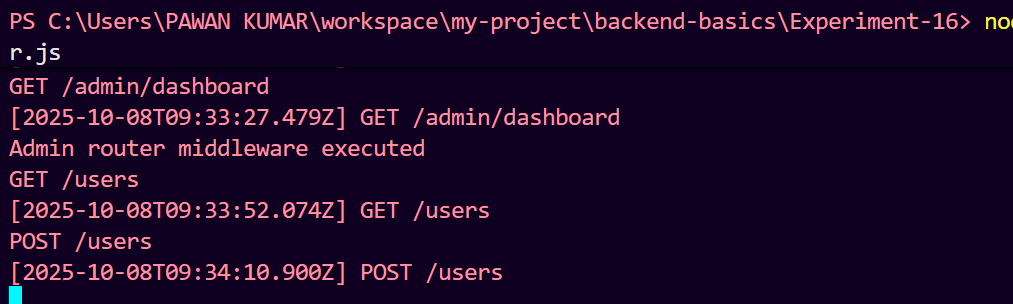 PS C:\Users\PAWAN KUMAR\workspace\my-project\backend-basics\Experiment-16> no
r.js
GET /admin/dashboard
[2025-10-08T09:33:27.479Z] GET /admin/dashboard
Admin router middleware executed
GET /users
[2025-10-08T09:33:52.074Z] GET /users
POST /users
[2025-10-08T09:34:10.900Z] POST /users